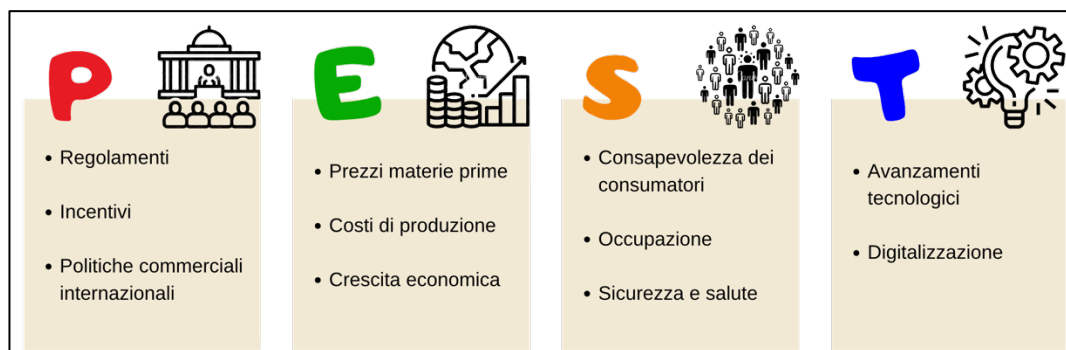 P
• Regolamenti
• Incentivi
• Politiche commerciali
internazionali
E
• Prezzi materie prime
• Costi di produzione
• Crescita economica
S
• Consapevolezza dei
consumatori
• Occupazione
• Sicurezza e salute
T
• Avanzamenti
tecnologici
• Digitalizzazione